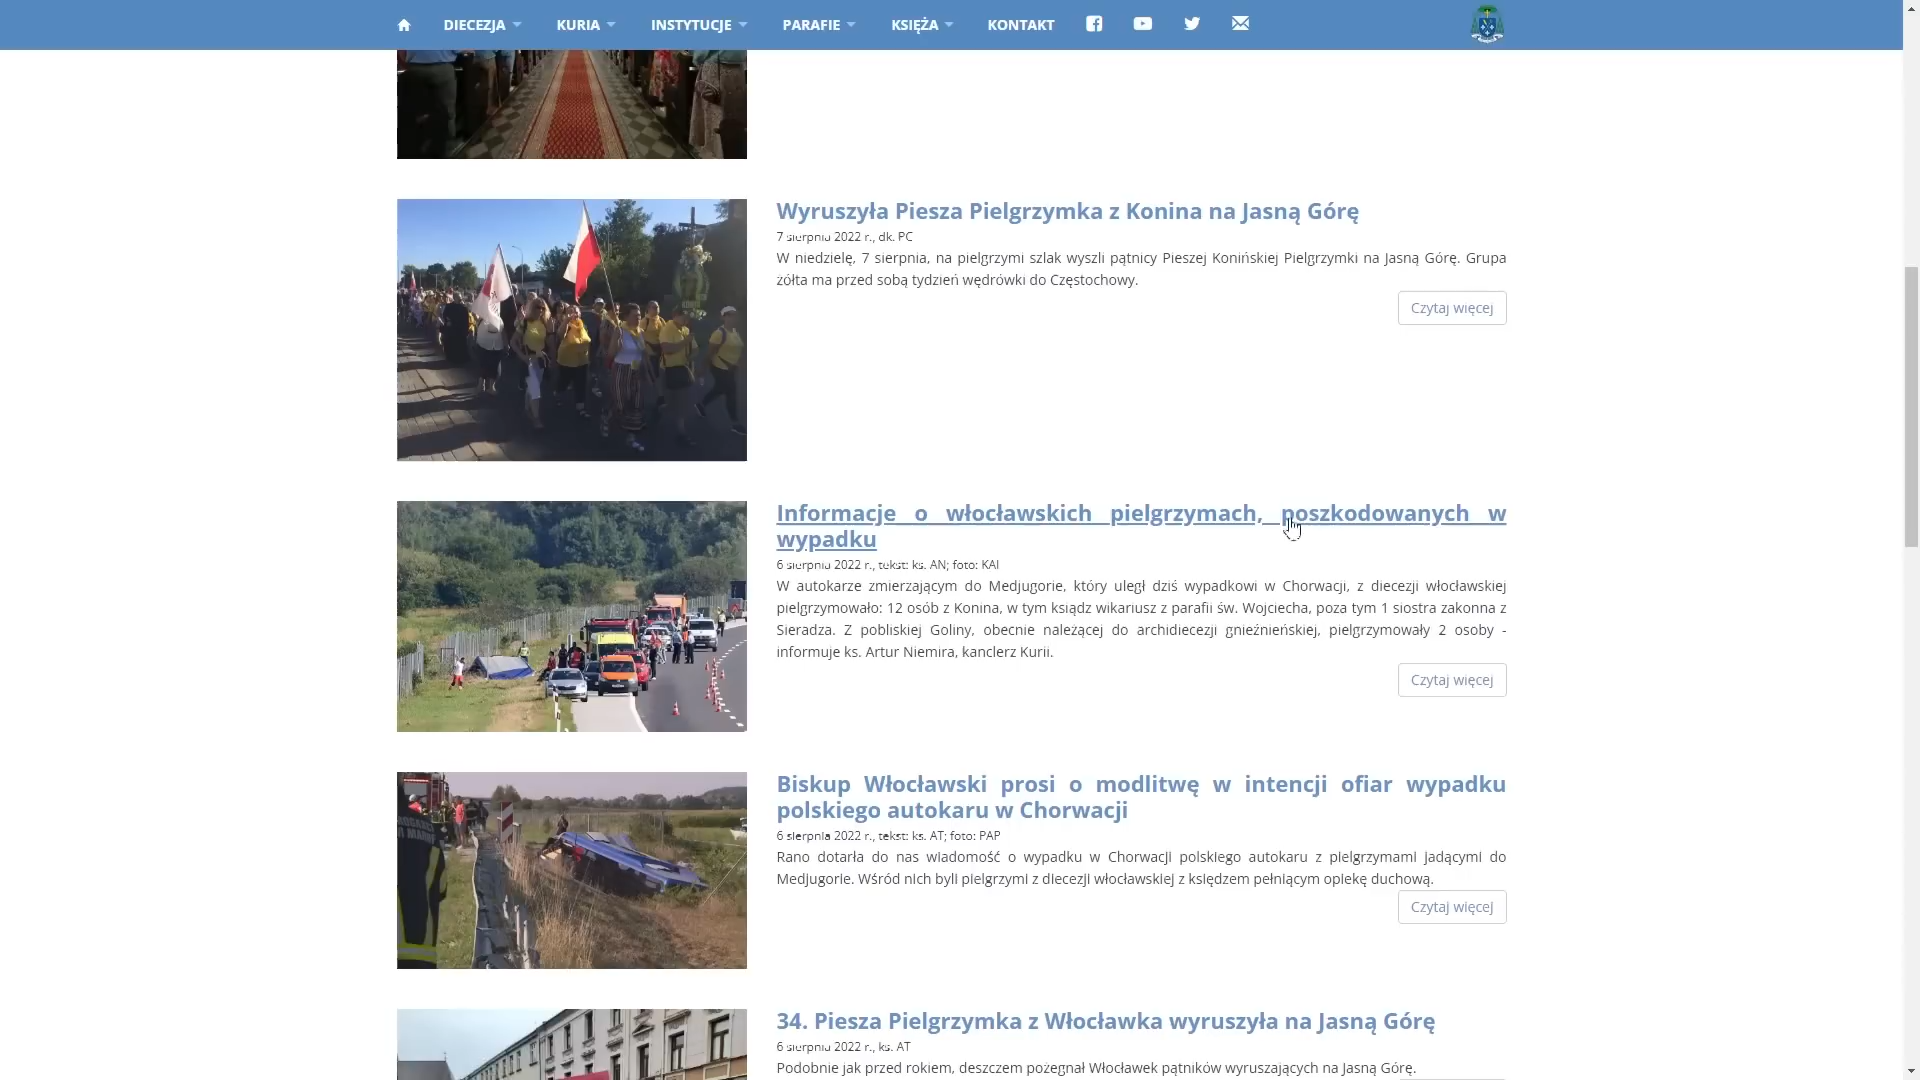 DIECEZJA KURIA INSTYTUCJE PARAFIE KSIĘŻA KONTAKT
Wyruszyła Piesza Pielgrzymka z Konina na Jasną Górę
7 sierpnia 2022 r., dk. PC
W niedzielę, 7 sierpnia, na pielgrzymi szlak wyszli pątnicy Pieszej Konińskiej Pielgrzymki na Jasną Górę. Grupa
żółta ma przed sobą tydzień wędrówki do Częstochowy.
Czytaj więcej
Informacje o włocławskich pielgrzymach, poszkodowanych w
wypadku
6 sierpnia 2022 r., tekst: ks. AN; foto: KAI
W autokarze zmierzającym do Medjugorie, który uległ dziś wypadkowi w Chorwacji, z diecezji włocławskiej
pielgrzymowało: 12 osób z Konina, w tym ksiądz wikariusz z parafii św. Wojciecha, poza tym 1 siostra zakonna z
Sieradza. Z pobliskiej Goliny, obecnie należącej do archidiecezji gnieźnieńskiej, pielgrzymowały 2 osoby -
informuje ks. Artur Niemira, kanclerz Kurii.
Czytaj więcej
Biskup Włocławski prosi o modlitwę w intencji ofiar wypadku
polskiego autokaru w Chorwacji
6 sierpnia 2022 r., tekst: ks. AT; foto: PAP
Rano dotarła do nas wiadomość o wypadku w Chorwacji polskiego autokaru z pielgrzymami jadącymi do
Medjugorie. Wśród nich byli pielgrzymi z diecezji włocławskiej z księdzem pełniącym opiekę duchową.
Czytaj więcej
34. Piesza Pielgrzymka z Włocławka wyruszyła na Jasną Górę
6 sierpnia 2022 r., ks. AT
Podobnie jak przed rokiem, deszczem pożegnał Włocławek pątników wyruszających na Jasną Górę.